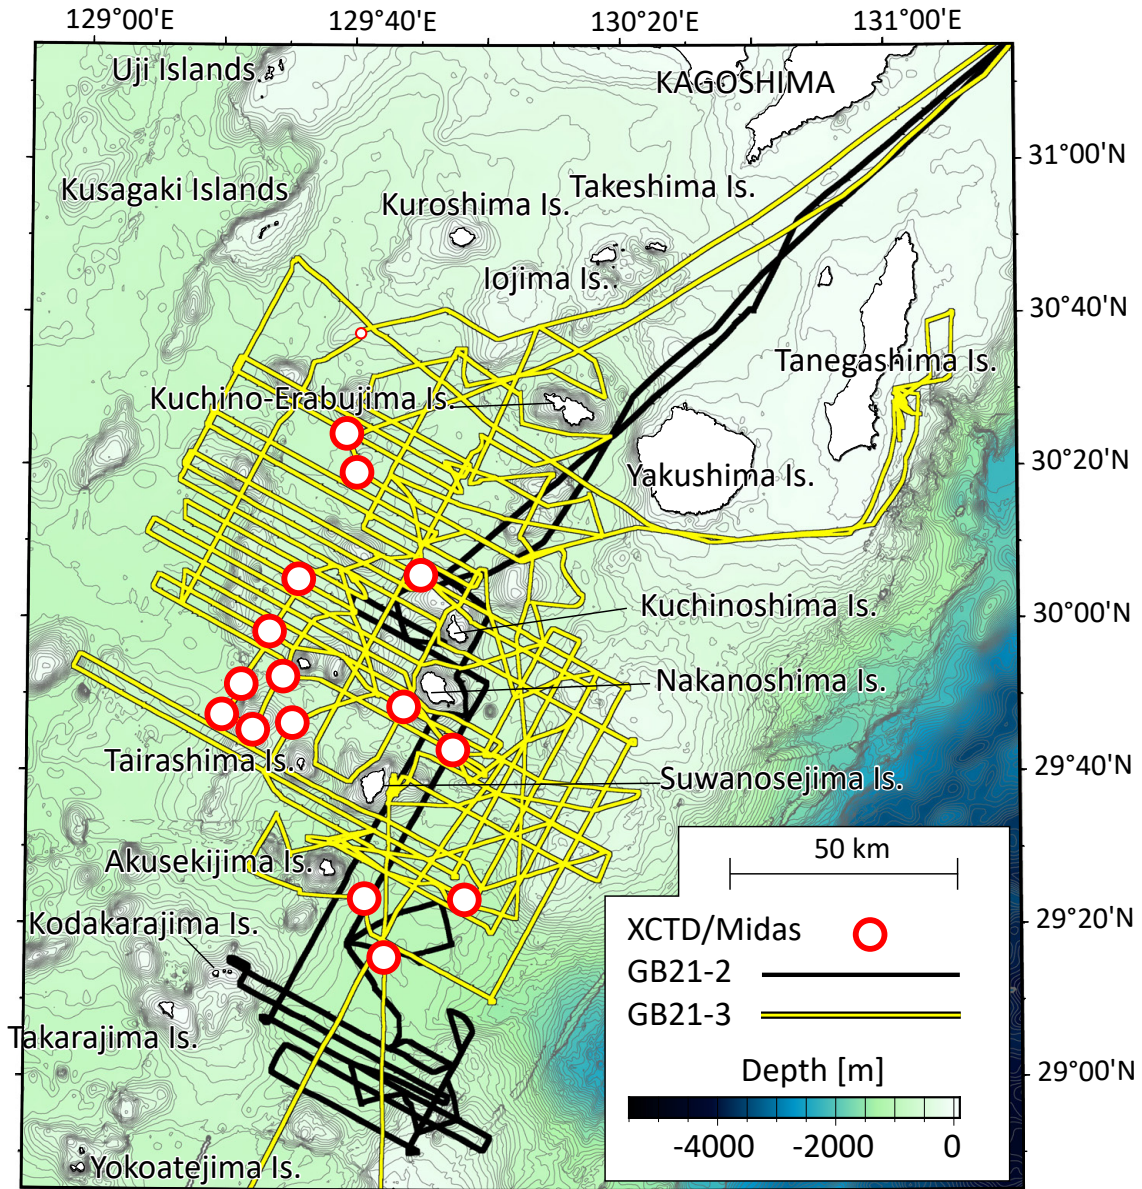 129°00'E
129°40'E
130°20'E
131°00'E
Uji Islands
KAGOSHIMA
31°00'N
Kusagaki Islands
Takeshima Is.
Kuroshima Is.
Iojima Is.
30°40'N
Tanegashima Is.
Kuchino-Erabujima Is.
30°20'N
Yakushima Is.
Kuchinoshima Is.
30°00'N
Nakanoshima Is.
Tairashima Is.
Suwanosejima Is.
29°40'N
Akusekijima Is.
50 km
Kodakarajima Is.
29°20'N
XCTD/Midas
GB21-2
GB21-3
Takarajima Is.
Depth [m]
29°00'N
-4000
-2000
0
Yokoatejima Is.